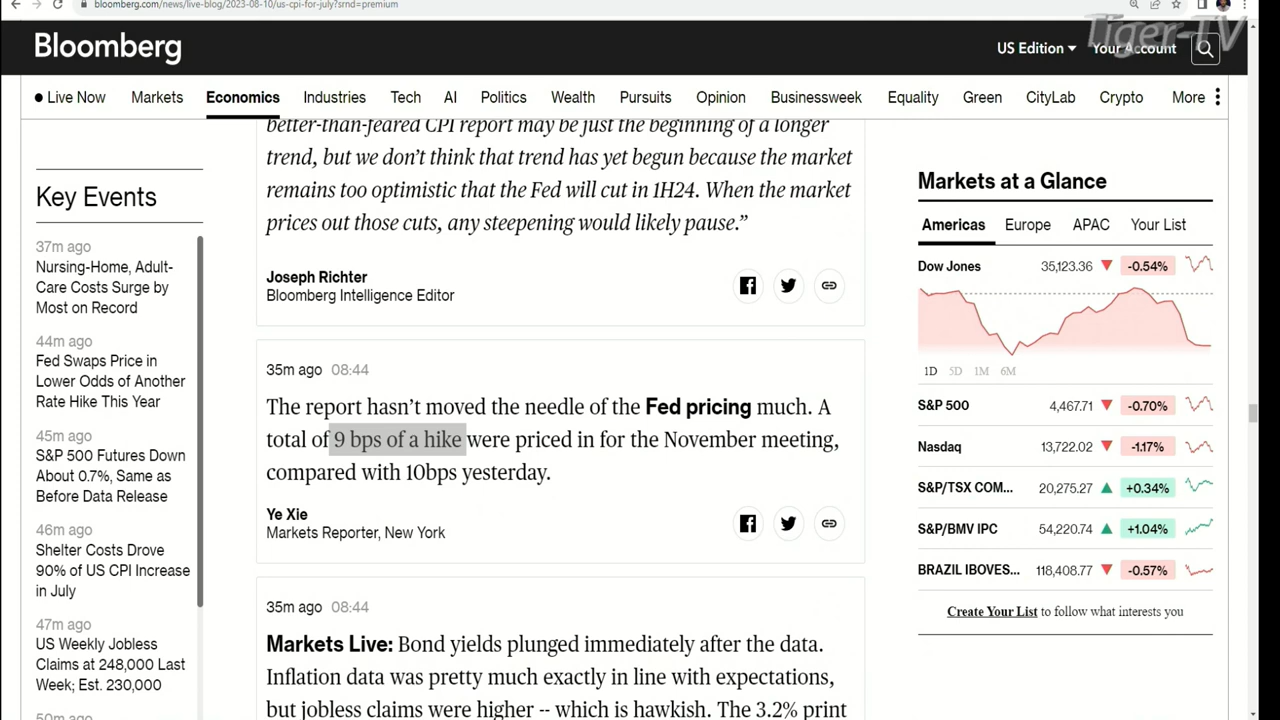 bloomberg.com/news/live-blog/2023-08-10/us-cpi-for-july?srnd=premium
Tiger-TV
Bloomberg
US Edition
Your Account
Live Now Markets Economics Industries Tech AI Politics Wealth Pursuits Opinion Businessweek Equality Green CityLab Crypto More
Key Events
37m ago
Nursing-Home, Adult-
Care Costs Surge by
Most on Record
44m ago
Fed Swaps Price in
Lower Odds of Another
Rate Hike This Year
45m ago
S&P 500 Futures Down
About 0.7%, Same as
Before Data Release
46m ago
Shelter Costs Drove
90% of US CPI Increase
in July
47m ago
US Weekly Jobless
Claims at 248,000 Last
Week; Est. 230,000
50m ago
better-than-feared CPI report may be just the beginning of a longer
trend, but we don’t think that trend has yet begun because the market
remains too optimistic that the Fed will cut in 1H24. When the market
prices out those cuts, any steepening would likely pause.”
Joseph Richter
Bloomberg Intelligence Editor
35m ago 08:44
The report hasn’t moved the needle of the Fed pricing much. A
total of 9 bps of a hike were priced in for the November meeting,
compared with 10bps yesterday.
Ye Xie
Markets Reporter, New York
35m ago 08:44
Markets Live: Bond yields plunged immediately after the data.
Inflation data was pretty much exactly in line with expectations,
but jobless claims were higher -- which is hawkish. The 3.2% print
Markets at a Glance
Americas Europe APAC Your List
Dow Jones 35,123.36 -0.54%
1D 5D 1M 6M
S&P 500 4,467.71 -0.70%
Nasdaq 13,722.02 -1.17%
S&P/TSX COM... 20,275.27 +0.34%
S&P/BMV IPC 54,220.74 +1.04%
BRAZIL IBOVES... 118,408.77 -0.57%
Create Your List to follow what interests you